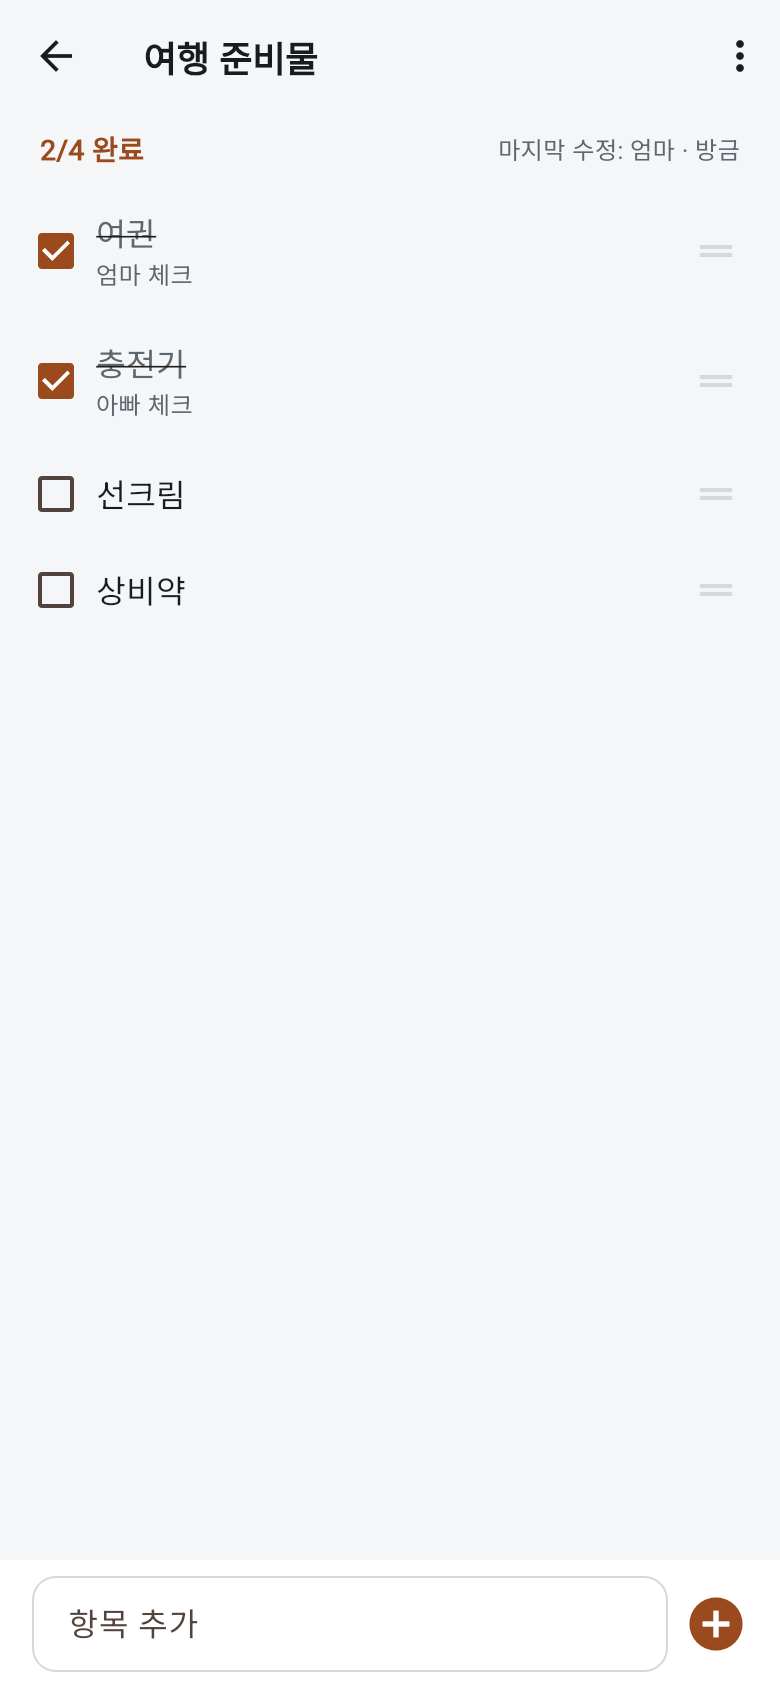 여행 준비물
2/4 완료
마지막 수정: 엄마 · 방금
여권
엄마 체크
충전기
아빠 체크
선크림
상비약
항목 추가